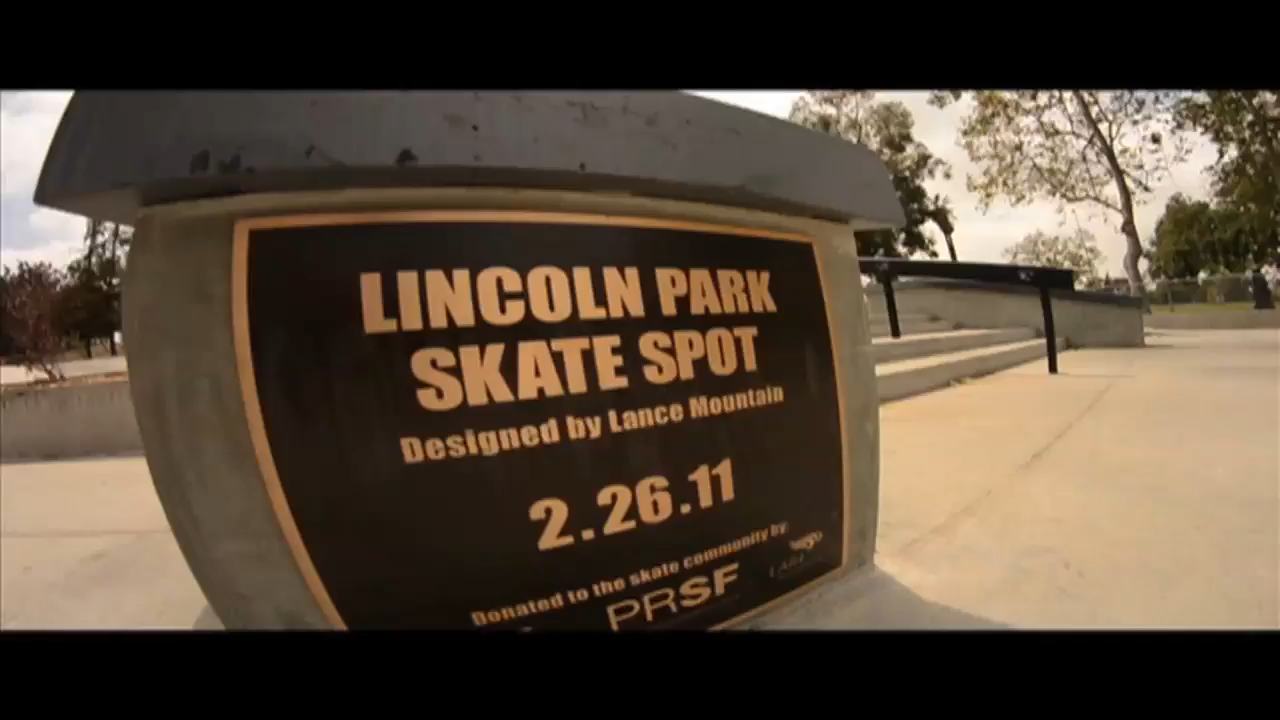 LINCOLN PARK
SKATE SPOT
Designed by Lance Mountain
2.26.11
Donated to the skate community by:
PRSF